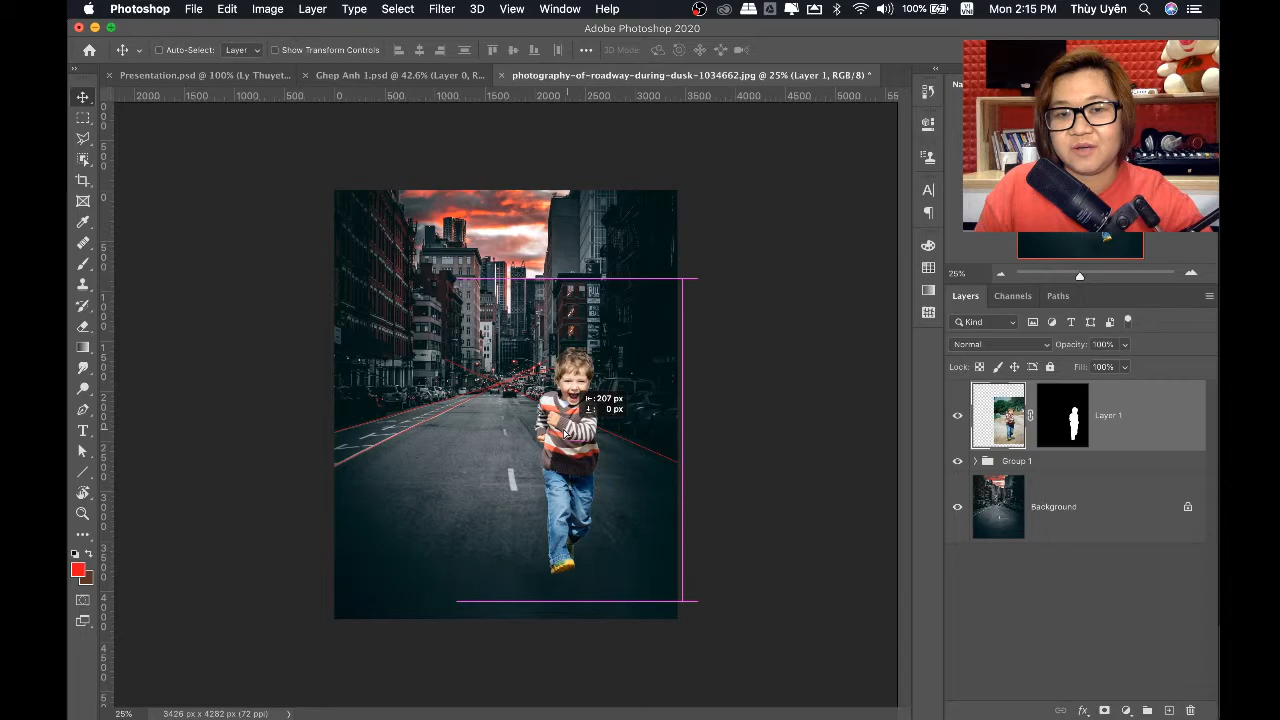 Photoshop File Edit Image Layer Type Select Filter 3D View Window Help 100% VI VNI Mon 2:15 PM Thùy Uyên
Adobe Photoshop 2020
Auto-Select: Layer Show Transform Controls 3D Mode:
Presentation.psd @ 100% (Ly Thuyet... Ghep Anh 1.psd @ 42.6% (Layer 0, R... photography-of-roadway-during-dusk-1034662.jpg @ 25% (Layer 1, RGB/8) * Na
2000 1500 1000 500 0 500 1000 1500 2000 2500 3000 3500 4000 4500 5000 55
207 px
0 px
25%
Layers Channels Paths
Kind
Normal Opacity: 100%
Lock: Fill: 100%
Layer 1
Group 1
Background
25% 3426 px x 4282 px (72 ppi)